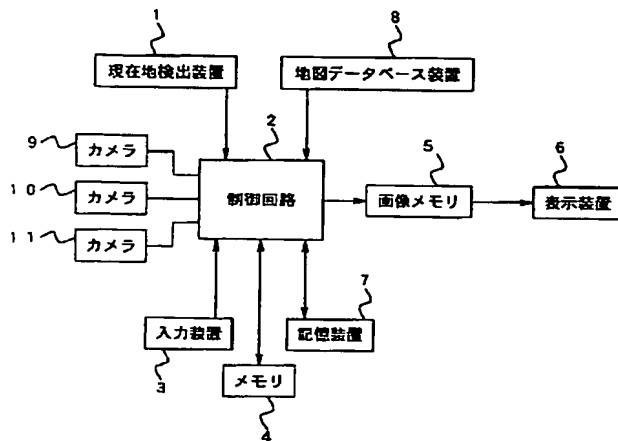 1
現在地検出装置
8
地図データベース装置
9
カメラ
2
制御回路
5
画像メモリ
6
表示装置
10
カメラ
11
カメラ
入力装置
3
メモリ
4
7
記憶装置